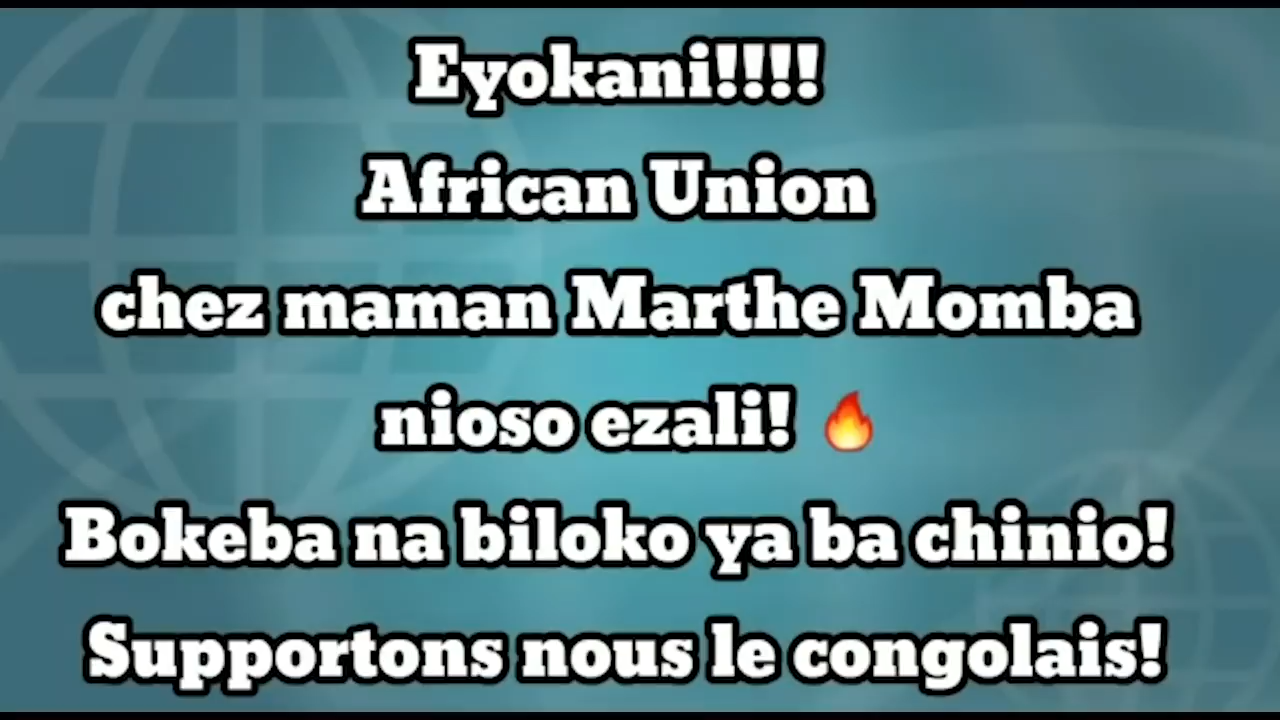 Eyokani!!!!
African Union
chez maman Marthe Momba
nioso ezali! 🔥
Bokeba na biloko ya ba chinio!
Supportons nous le congolais!